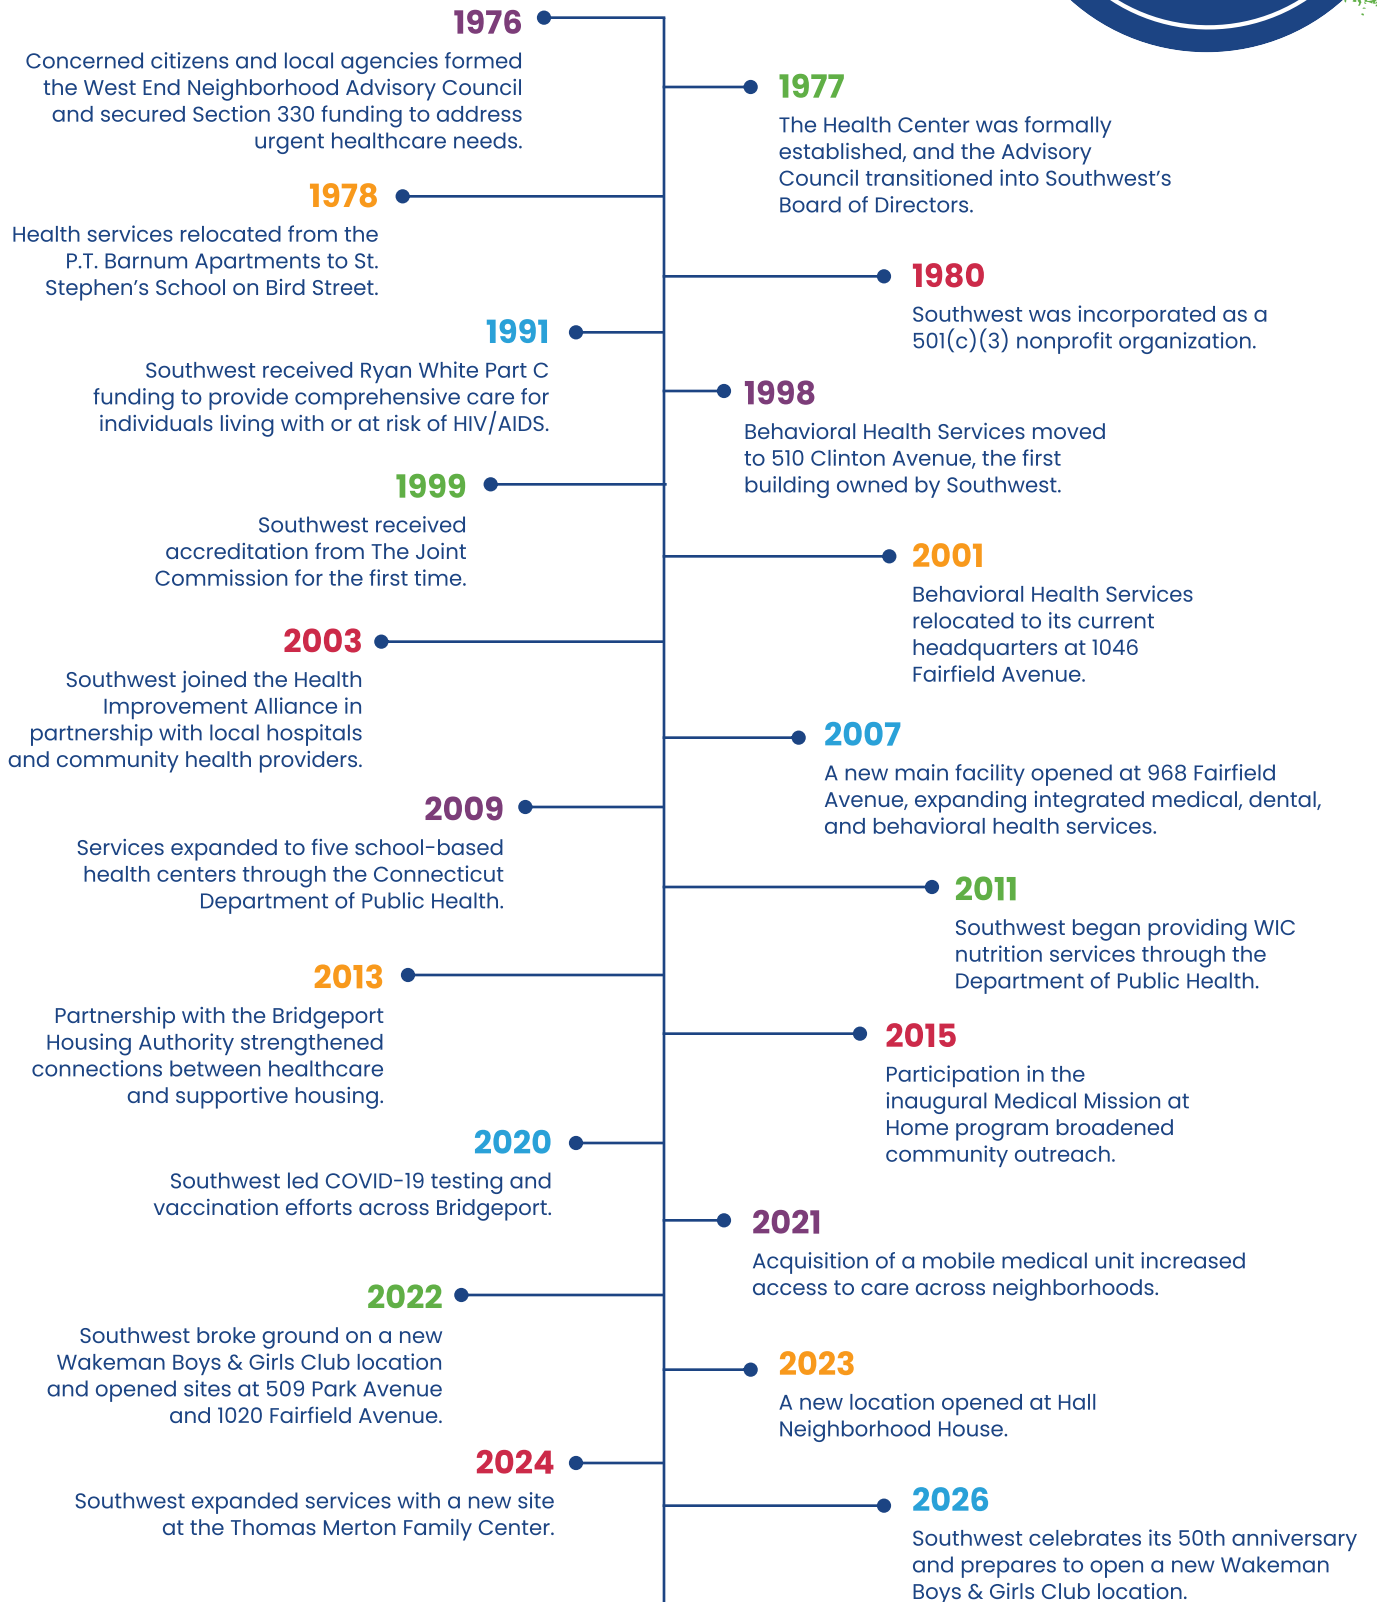 1976
Concerned citizens and local agencies formed
the West End Neighborhood Advisory Council
and secured Section 330 funding to address
urgent healthcare needs.
1977
The Health Center was formally
established, and the Advisory
Council transitioned into Southwest's
Board of Directors.
1978
Health services relocated from the
P.T. Barnum Apartments to St.
Stephen's School on Bird Street.
1980
Southwest was incorporated as a
501(c)(3) nonprofit organization.
1991
Southwest received Ryan White Part C
funding to provide comprehensive care for
individuals living with or at risk of HIV/AIDS.
1998
Behavioral Health Services moved
to 510 Clinton Avenue, the first
building owned by Southwest.
1999
Southwest received
accreditation from The Joint
Commission for the first time.
2001
Behavioral Health Services
relocated to its current
headquarters at 1046
Fairfield Avenue.
2003
Southwest joined the Health
Improvement Alliance in
partnership with local hospitals
and community health providers.
2007
A new main facility opened at 968 Fairfield
Avenue, expanding integrated medical, dental,
and behavioral health services.
2009
Services expanded to five school-based
health centers through the Connecticut
Department of Public Health.
2011
Southwest began providing WIC
nutrition services through the
Department of Public Health.
2013
Partnership with the Bridgeport
Housing Authority strengthened
connections between healthcare
and supportive housing.
2015
Participation in the
inaugural Medical Mission at
Home program broadened
community outreach.
2020
Southwest led COVID-19 testing and
vaccination efforts across Bridgeport.
2021
Acquisition of a mobile medical unit increased
access to care across neighborhoods.
2022
Southwest broke ground on a new
Wakeman Boys & Girls Club location
and opened sites at 509 Park Avenue
and 1020 Fairfield Avenue.
2023
A new location opened at Hall
Neighborhood House.
2024
Southwest expanded services with a new site
at the Thomas Merton Family Center.
2026
Southwest celebrates its 50th anniversary
and prepares to open a new Wakeman
Boys & Girls Club location.